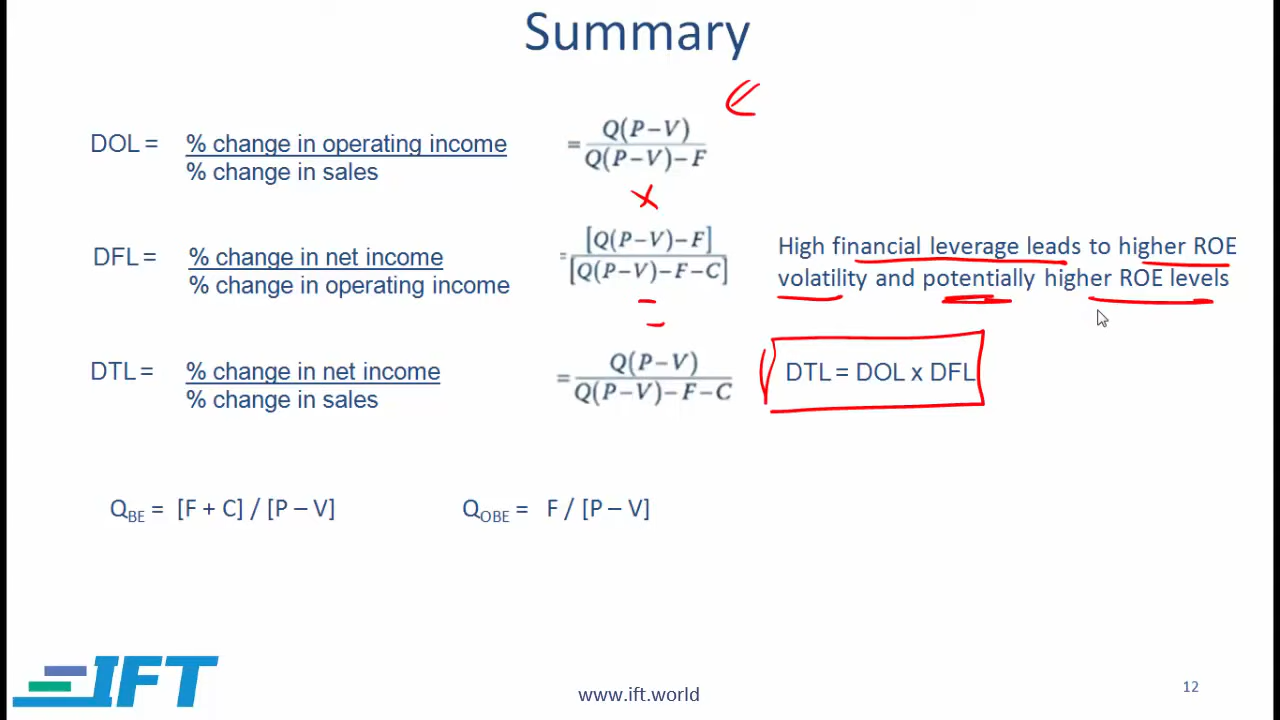 Summary
DOL = % change in operating income / % change in sales = Q(P−V) / Q(P−V)−F
×
DFL = % change in net income / % change in operating income = [Q(P−V)−F] / [Q(P−V)−F−C]
High financial leverage leads to higher ROE
volatility and potentially higher ROE levels
=
DTL = % change in net income / % change in sales = Q(P−V) / Q(P−V)−F−C
DTL = DOL x DFL
QBE = [F + C] / [P – V]
QOBE = F / [P – V]
IFT
www.ift.world
12